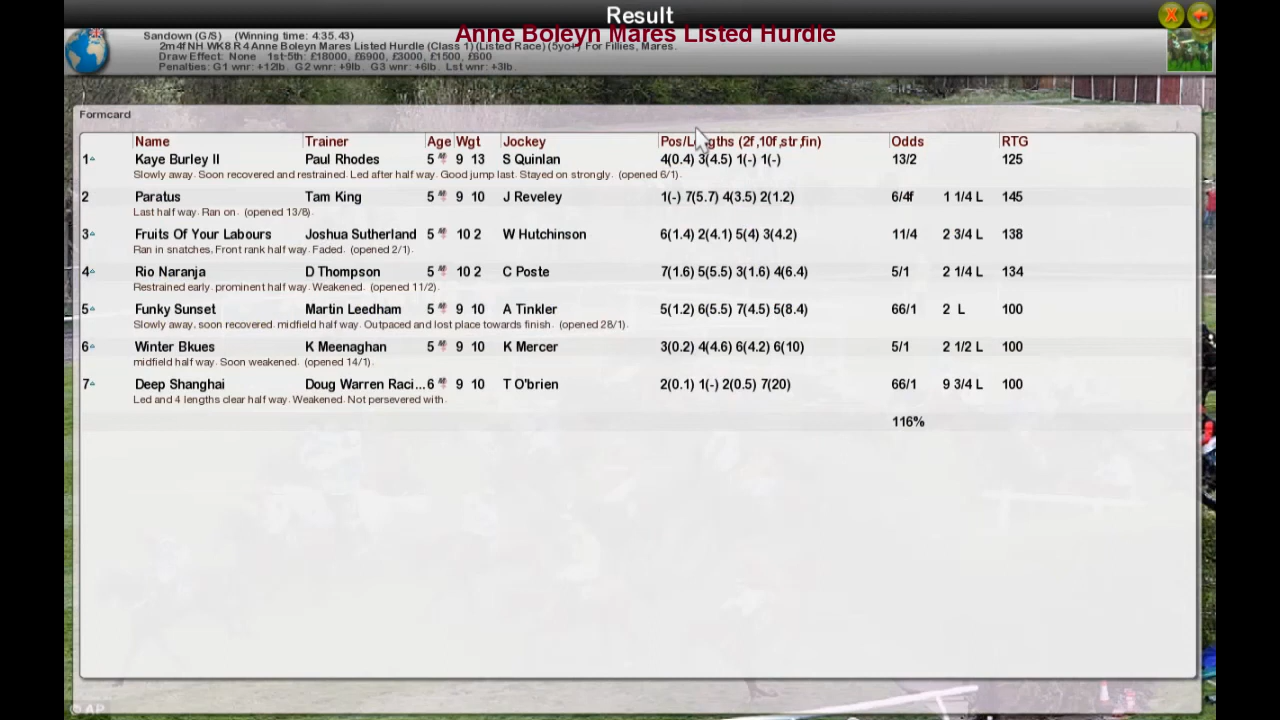 Result
Anne Boleyn Mares Listed Hurdle
Sandown (G/S) (Winning time: 4:35.43)
2m4f NH WK8 R 4 Anne Boleyn Mares Listed Hurdle (Class 1) (Listed Race) (5yo+) For Fillies, Mares.
Draw Effect: None 1st-5th: £18000, £6900, £3000, £1500, £600
Penalties: G1 wnr: +12lb. G2 wnr: +9lb. G3 wnr: +6lb. Lst wnr: +3lb.
Formcard
Name Trainer Age Wgt Jockey (2f,10f,str,fin) Odds RTG
1 Kaye Burley II Paul Rhodes 5 9 13 S Quinlan 4(0.4) 3(4.5) 1(-) 1(-) 13/2 125
Slowly away. Soon recovered and restrained. Led after half way. Good jump last. Stayed on strongly. (opened 6/1).
2 Paratus Tam King 5 9 10 J Reveley 1(-) 7(5.7) 4(3.5) 2(1.2) 6/4f 1 1/4 L 145
Last half way. Ran on. (opened 13/8).
3 Fruits Of Your Labours Joshua Sutherland 5 10 2 W Hutchinson 6(1.4) 2(4.1) 5(4) 3(4.2) 11/4 2 3/4 L 138
Ran in snatches. Front rank half way. Faded. (opened 2/1).
4 Rio Naranja D Thompson 5 10 2 C Poste 7(1.6) 5(5.5) 3(1.6) 4(6.4) 5/1 2 1/4 L 134
Restrained early. prominent half way. Weakened. (opened 11/2).
5 Funky Sunset Martin Leedham 5 9 10 A Tinkler 5(1.2) 6(5.5) 7(4.5) 5(8.4) 66/1 2 L 100
Slowly away, soon recovered. midfield half way. Outpaced and lost place towards finish. (opened 28/1).
6 Winter Bkues K Meenaghan 5 9 10 K Mercer 3(0.2) 4(4.6) 6(4.2) 6(10) 5/1 2 1/2 L 100
midfield half way. Soon weakened. (opened 14/1).
7 Deep Shanghai Doug Warren Raci... 6 9 10 T O'brien 2(0.1) 1(-) 2(0.5) 7(20) 66/1 9 3/4 L 100
Led and 4 lengths clear half way. Weakened. Not persevered with.
116%
© AP